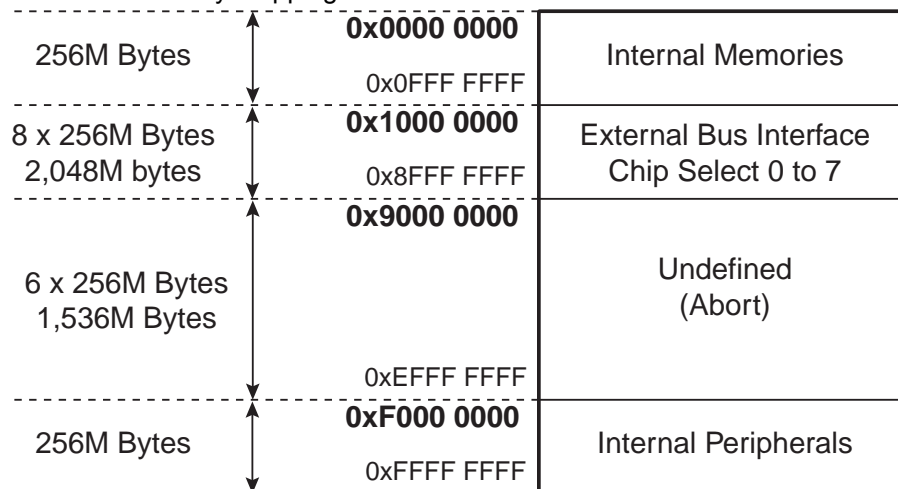 256M Bytes
0x0000 0000
0x0FFF FFFF
Internal Memories
8 x 256M Bytes
2,048M bytes
0x1000 0000
0x8FFF FFFF
External Bus Interface
Chip Select 0 to 7
6 x 256M Bytes
1,536M Bytes
0x9000 0000
0xEFFF FFFF
Undefined
(Abort)
256M Bytes
0xF000 0000
0xFFFF FFFF
Internal Peripherals